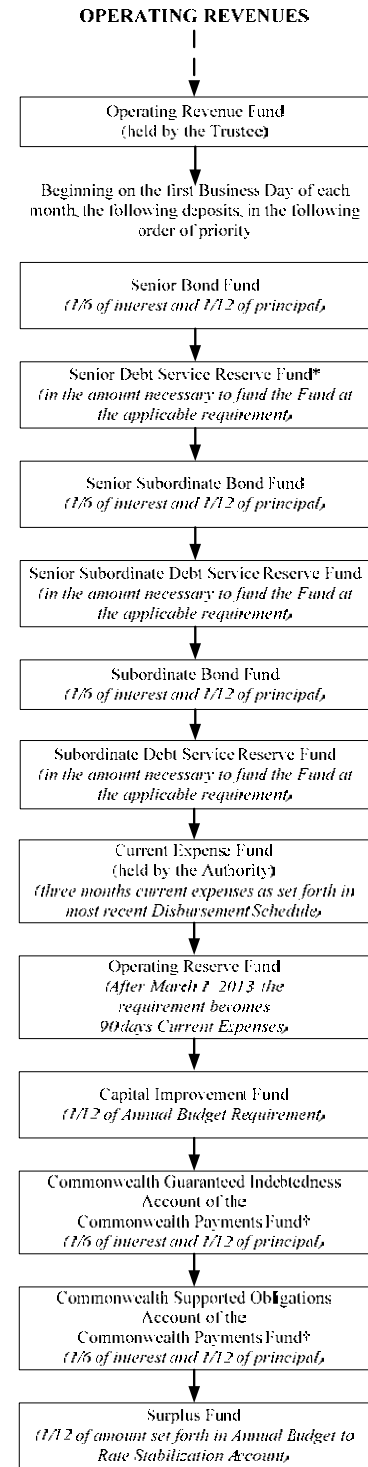 OPERATING REVENUES
Operating Revenue Fund
(held by the Trustee)
Beginning on the first Business Day of each
month, the following deposits, in the following
order of priority
Senior Bond Fund
(1/6 of interest and 1/12 of principal)
Senior Debt Service Reserve Fund*
(in the amount necessary to fund the Fund at
the applicable requirement)
Senior Subordinate Bond Fund
(1/6 of interest and 1/12 of principal)
Senior Subordinate Debt Service Reserve Fund
(in the amount necessary to fund the Fund at
the applicable requirement)
Subordinate Bond Fund
(1/6 of interest and 1/12 of principal)
Subordinate Debt Service Reserve Fund
(in the amount necessary to fund the Fund at
the applicable requirement)
Current Expense Fund
(held by the Authority)
(three months current expenses as set forth in
most recent Disbursement Schedule)
Operating Reserve Fund
(After March 1, 2013, the
requirement becomes
90 days Current Expenses)
Capital Improvement Fund
(1/12 of Annual Budget Requirement)
Commonwealth Guaranteed Indebtedness
Account of the
Commonwealth Payments Fund†
(1/6 of interest and 1/12 of principal)
Commonwealth Supported Obligations
Account of the
Commonwealth Payments Fund†
(1/6 of interest and 1/12 of principal)
Surplus Fund
(1/12 of amount set forth in Annual Budget to
Rate Stabilization Account)